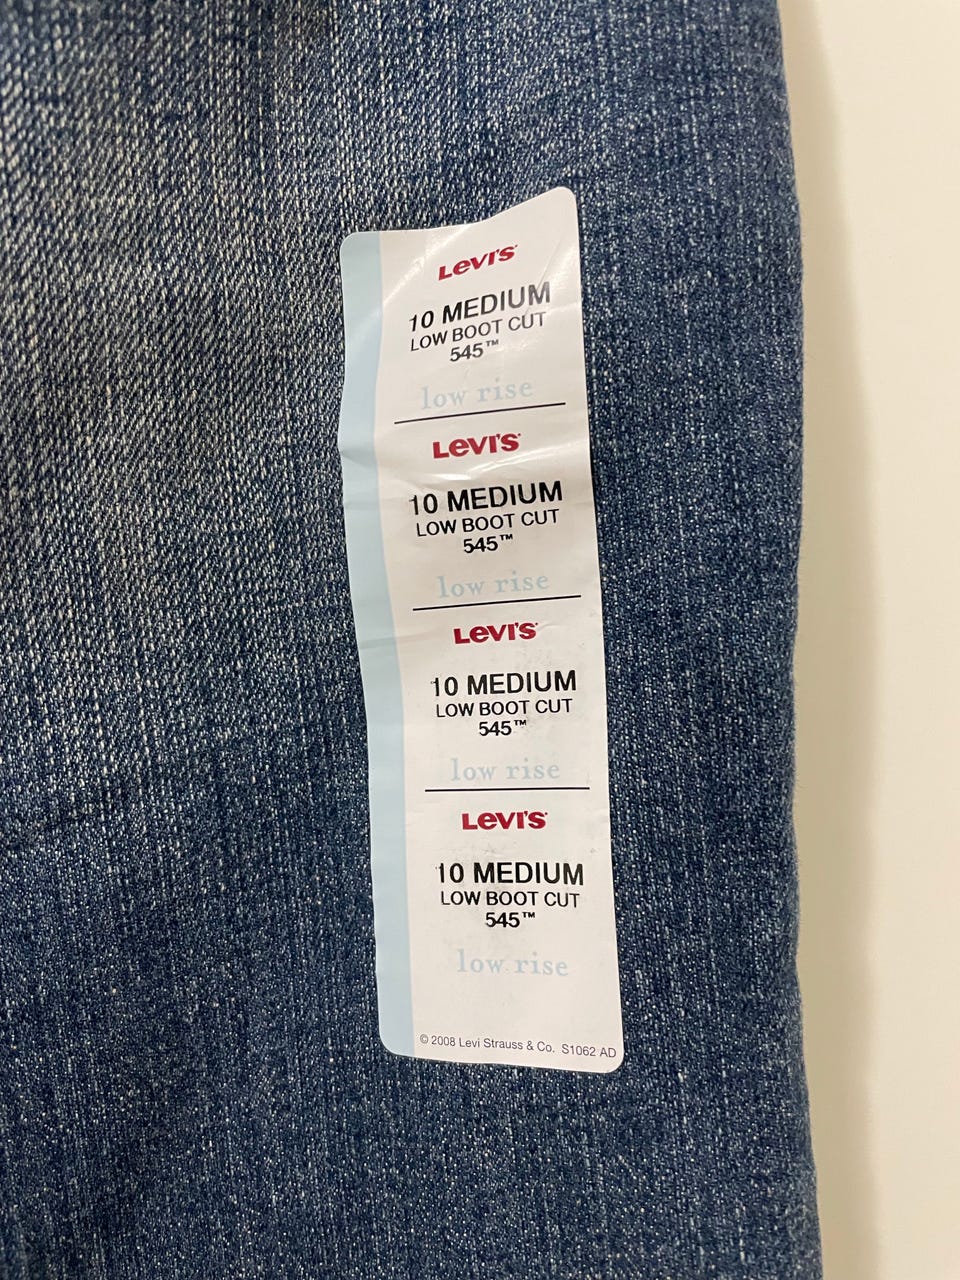 Levi's
10 MEDIUM
LOW BOOT CUT
545™
low rise
Levi's
10 MEDIUM
LOW BOOT CUT
545™
low rise
Levi's
10 MEDIUM
LOW BOOT CUT
545™
low rise
Levi's
10 MEDIUM
LOW BOOT CUT
545™
low rise
© 2008 Levi Strauss & Co. S1062 AD